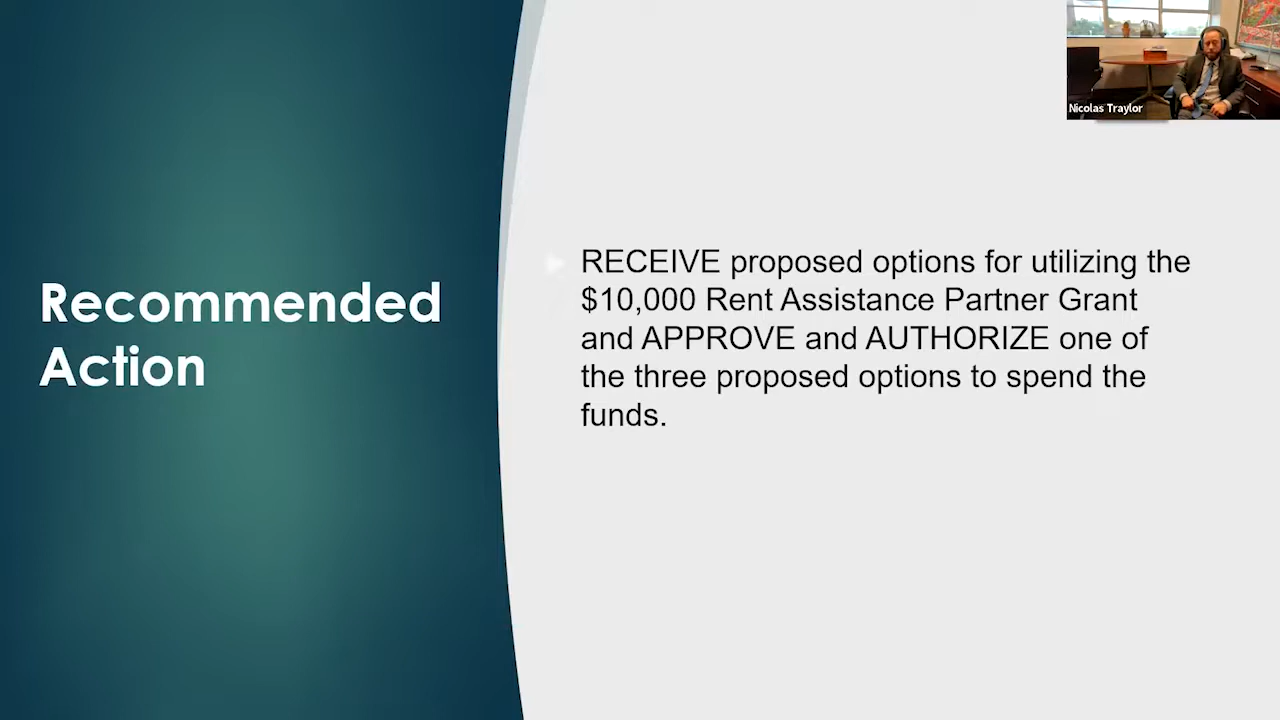 Nicolas Traylor
Recommended
Action
RECEIVE proposed options for utilizing the
$10,000 Rent Assistance Partner Grant
and APPROVE and AUTHORIZE one of
the three proposed options to spend the
funds.